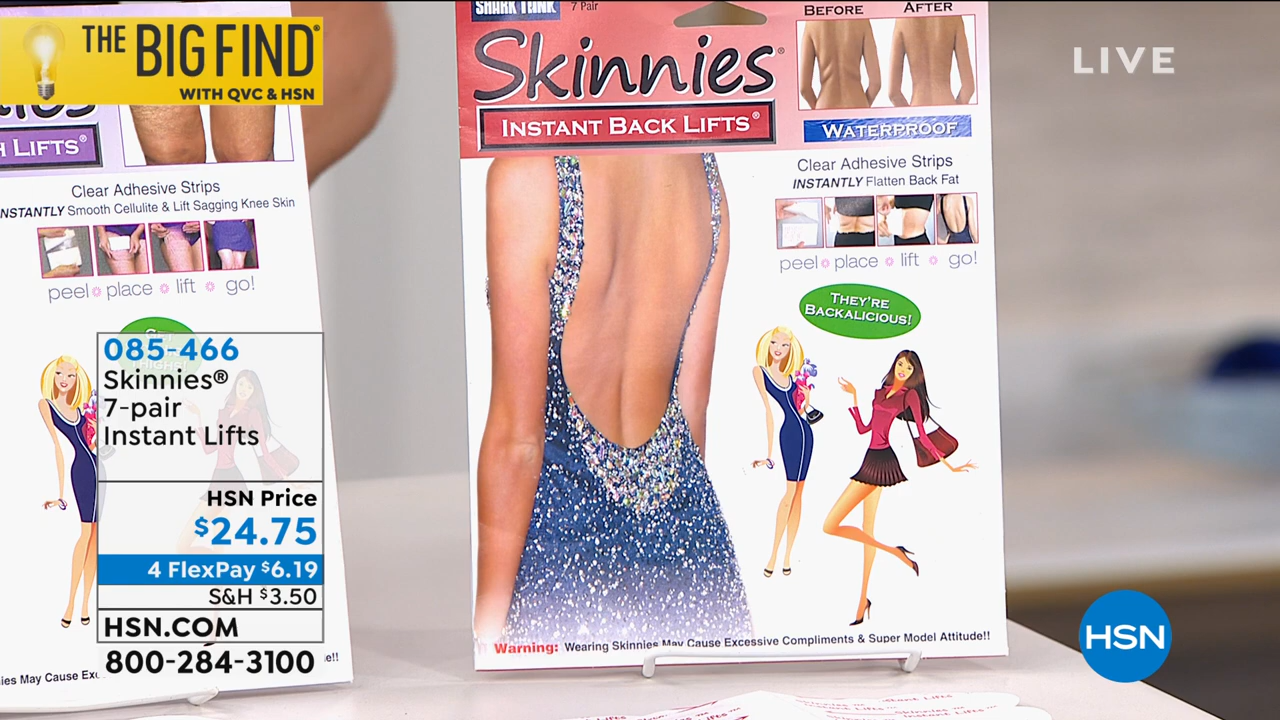 THE BIG FIND®
WITH QVC & HSN
LIVE
SHARK TANK
7 Pair
Skinnies®
INSTANT BACK LIFTS®
BEFORE AFTER
WATERPROOF
Clear Adhesive Strips
INSTANTLY Flatten Back Fat
peel place lift go!
THEY'RE
BACKALICIOUS!
Warning: Wearing Skinnies May Cause Excessive Compliments & Super Model Attitude!!
LIFTS®
Clear Adhesive Strips
INSTANTLY Smooth Cellulite & Lift Sagging Knee Skin
peel place lift go!
085-466
Skinnies®
7-pair
Instant Lifts
HSN Price
$24.75
4 FlexPay $6.19
S&H $3.50
HSN.COM
800-284-3100
May Cause
HSN